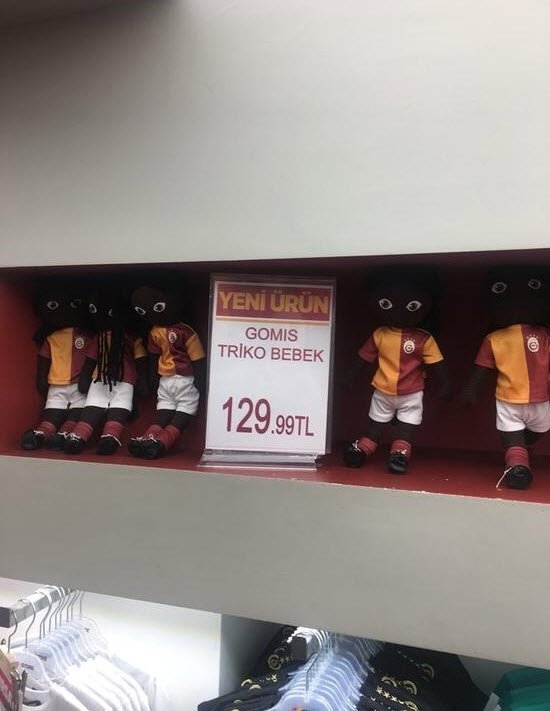 YENİ ÜRÜN
GOMIS
TRİKO BEBEK
129.99TL